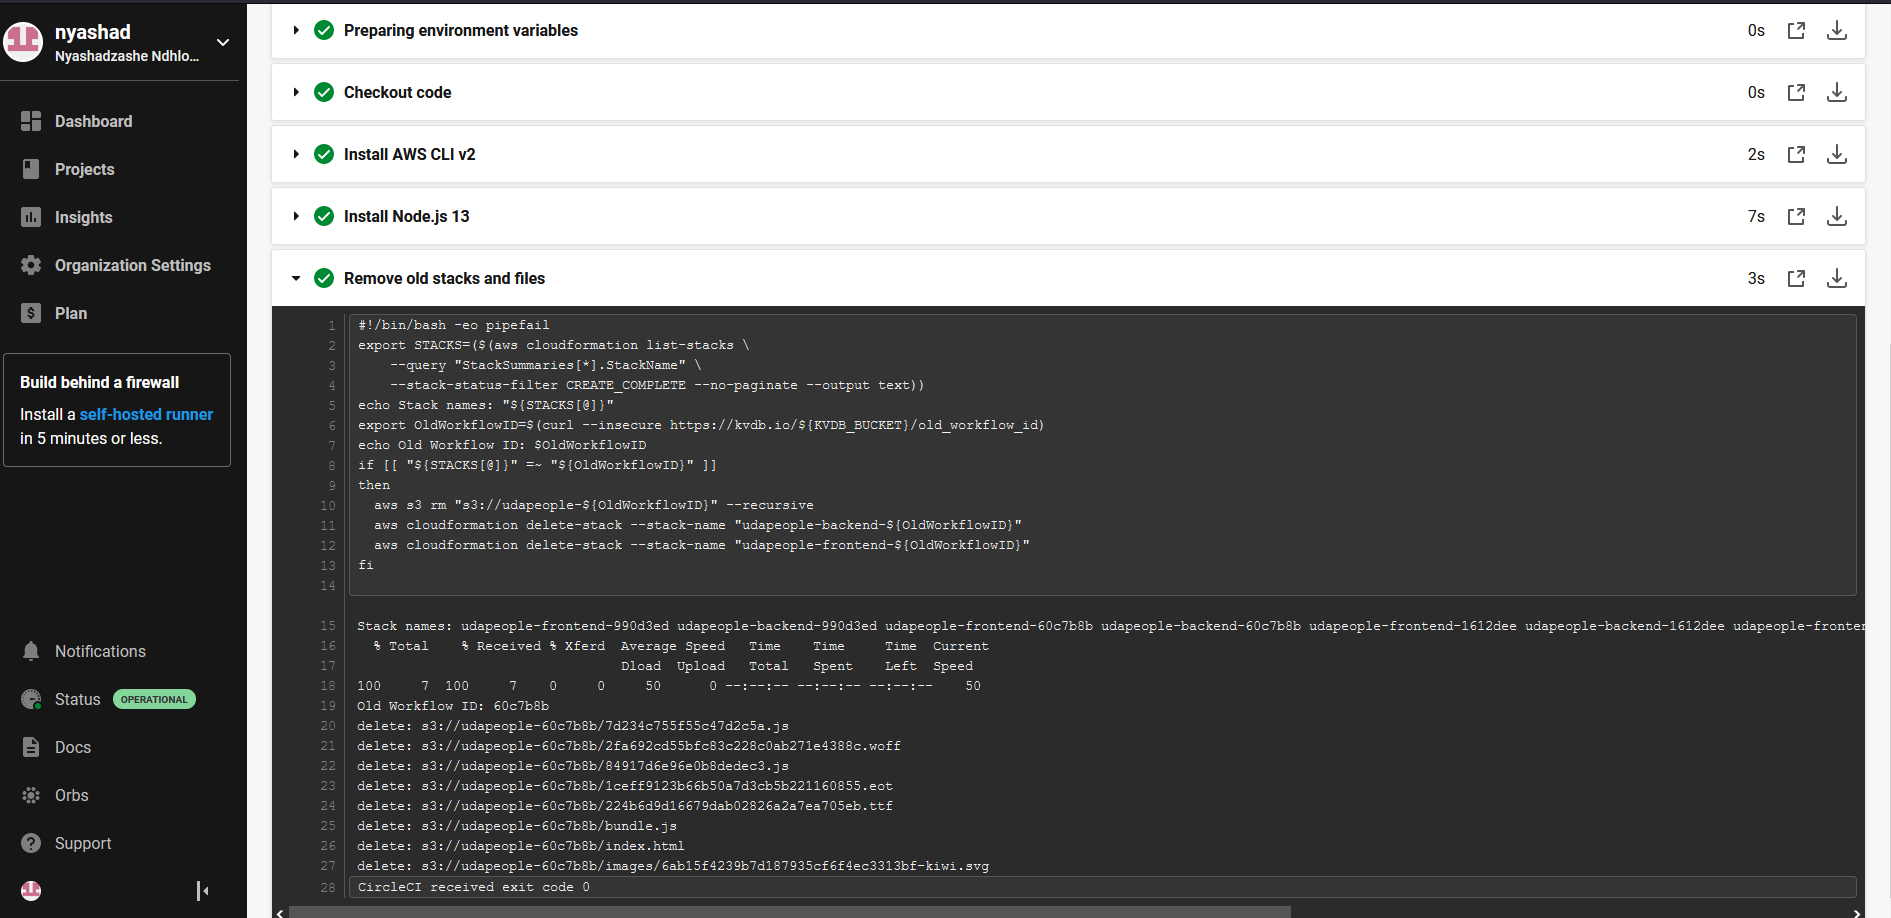 nyashad
Nyashadzashe Ndhlo...
Dashboard
Projects
Insights
Organization Settings
Plan
Build behind a firewall
Install a self-hosted runner
in 5 minutes or less.
Notifications
Status OPERATIONAL
Docs
Orbs
Support
Preparing environment variables 0s
Checkout code 0s
Install AWS CLI v2 2s
Install Node.js 13 7s
Remove old stacks and files 3s
1 #!/bin/bash -eo pipefail
2 export STACKS=($(aws cloudformation list-stacks \
3 --query "StackSummaries[*].StackName" \
4 --stack-status-filter CREATE_COMPLETE --no-paginate --output text))
5 echo Stack names: "${STACKS[@]}"
6 export OldWorkflowID=$(curl --insecure https://kvdb.io/${KVDB_BUCKET}/old_workflow_id)
7 echo Old Workflow ID: $OldWorkflowID
8 if [[ "${STACKS[@]}" =~ "${OldWorkflowID}" ]]
9 then
10 aws s3 rm "s3://udapeople-${OldWorkflowID}" --recursive
11 aws cloudformation delete-stack --stack-name "udapeople-backend-${OldWorkflowID}"
12 aws cloudformation delete-stack --stack-name "udapeople-frontend-${OldWorkflowID}"
13 fi
14
15 Stack names: udapeople-frontend-990d3ed udapeople-backend-990d3ed udapeople-frontend-60c7b8b udapeople-backend-60c7b8b udapeople-frontend-1612dee udapeople-backend-1612dee udapeople-fronter
16 % Total % Received % Xferd Average Speed Time Time Time Current
17 Dload Upload Total Spent Left Speed
18 100 7 100 7 0 0 50 0 --:--:-- --:--:-- --:--:-- 50
19 Old Workflow ID: 60c7b8b
20 delete: s3://udapeople-60c7b8b/7d234c755f55c47d2c5a.js
21 delete: s3://udapeople-60c7b8b/2fa692cd55bfc83c228c0ab271e4388c.woff
22 delete: s3://udapeople-60c7b8b/84917d6e96e0b8dedec3.js
23 delete: s3://udapeople-60c7b8b/1ceff9123b66b50a7d3cb5b221160855.eot
24 delete: s3://udapeople-60c7b8b/224b6d9d16679dab02826a2a7ea705eb.ttf
25 delete: s3://udapeople-60c7b8b/bundle.js
26 delete: s3://udapeople-60c7b8b/index.html
27 delete: s3://udapeople-60c7b8b/images/6ab15f4239b7d187935cf6f4ec3313bf-kiwi.svg
28 CircleCI received exit code 0